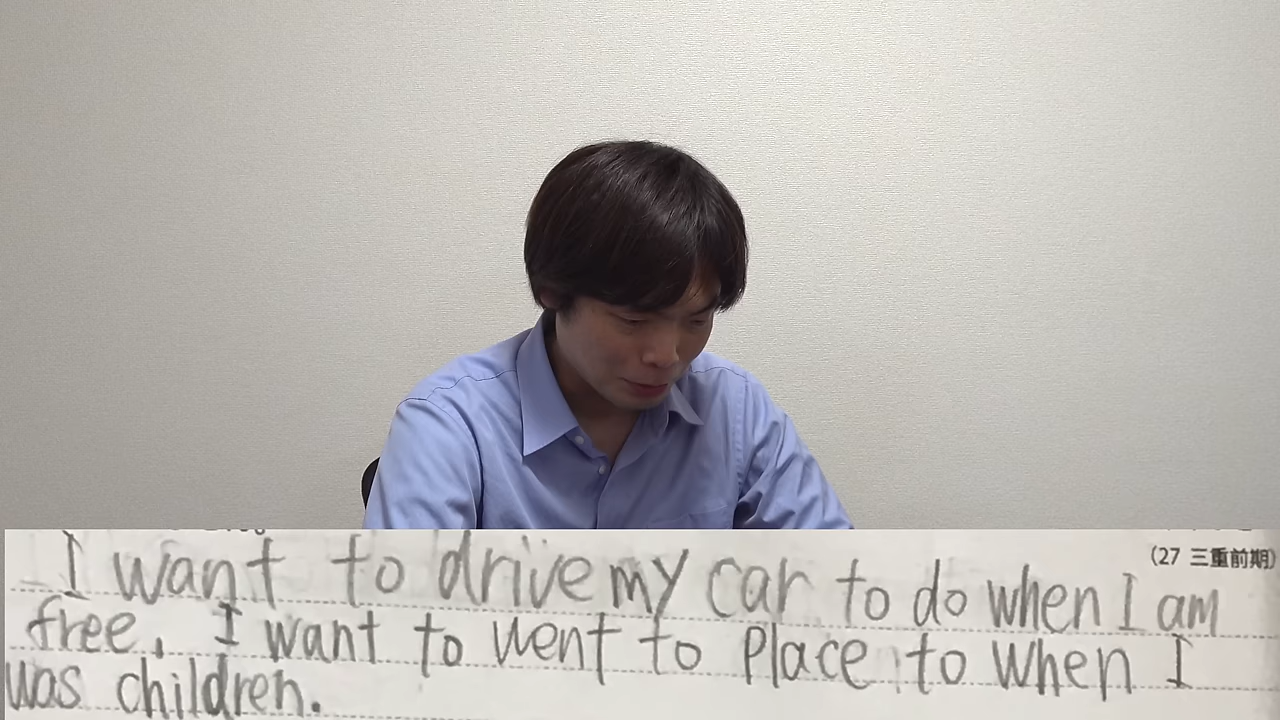 (27 三重前期)
I want to drive my car to do when I am
free. I want to went to place to when I
was children.